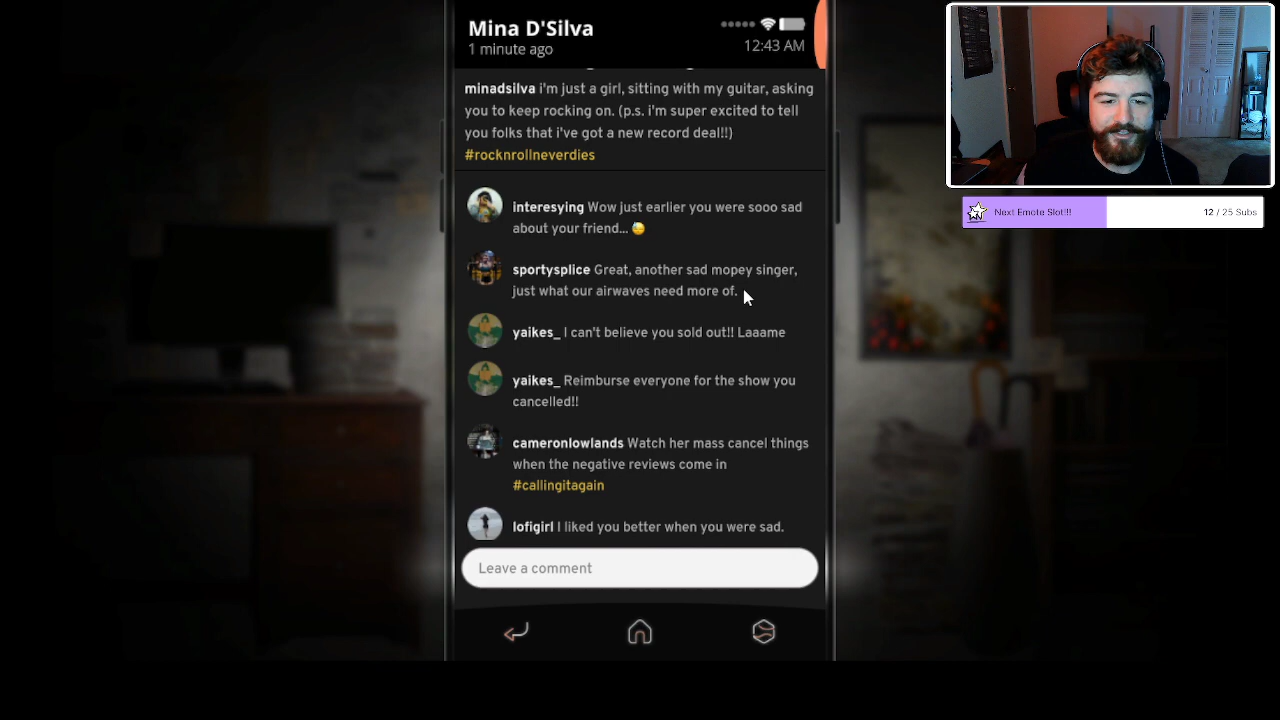 Mina D'Silva
1 minute ago
12:43 AM
minadsilva i'm just a girl, sitting with my guitar, asking
you to keep rocking on. (p.s. i'm super excited to tell
you folks that i've got a new record deal!!)
#rocknrollneverdies
interesying Wow just earlier you were sooo sad
about your friend... 😓
sportysplice Great, another sad mopey singer,
just what our airwaves need more of.
yaikes_ I can't believe you sold out!! Laaame
yaikes_ Reimburse everyone for the show you
cancelled!!
cameronlowlands Watch her mass cancel things
when the negative reviews come in
#callingitagain
lofigirl I liked you better when you were sad.
Leave a comment
Next Emote Slot!!!
12 / 25 Subs